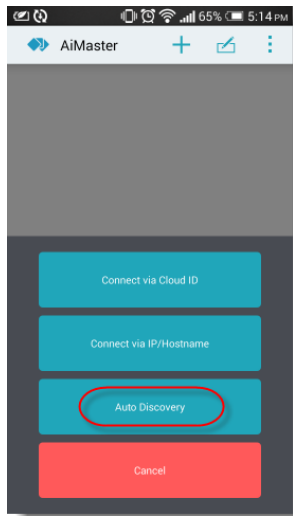 65% 5:14 PM
AiMaster
Connect via Cloud ID
Connect via IP/Hostname
Auto Discovery
Cancel